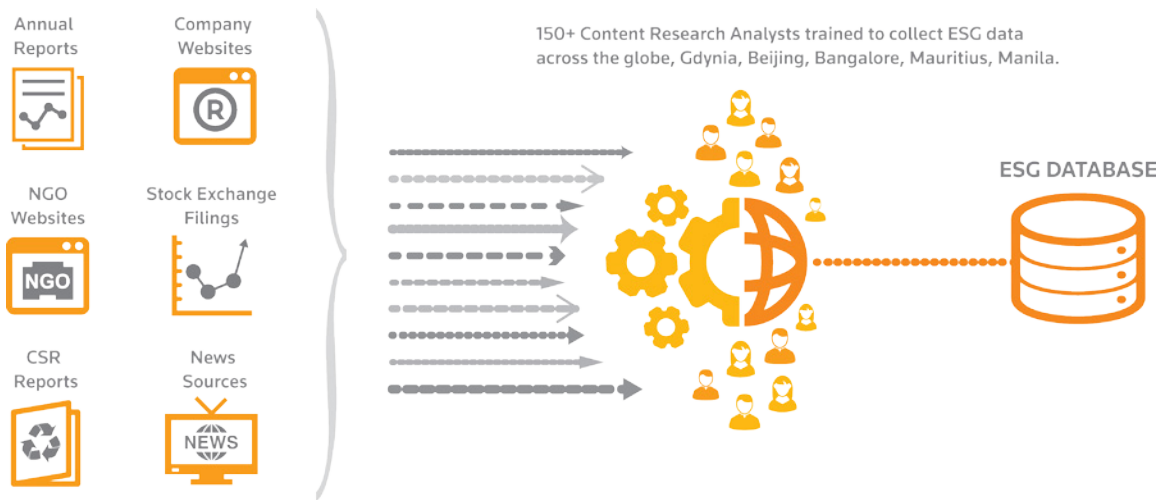 Annual
Reports
Company
Websites
R
NGO
Websites
NGO
Stock Exchange
Filings
CSR
Reports
News
Sources
NEWS
150+ Content Research Analysts trained to collect ESG data
across the globe, Gdynia, Beijing, Bangalore, Mauritius, Manila.
ESG DATABASE